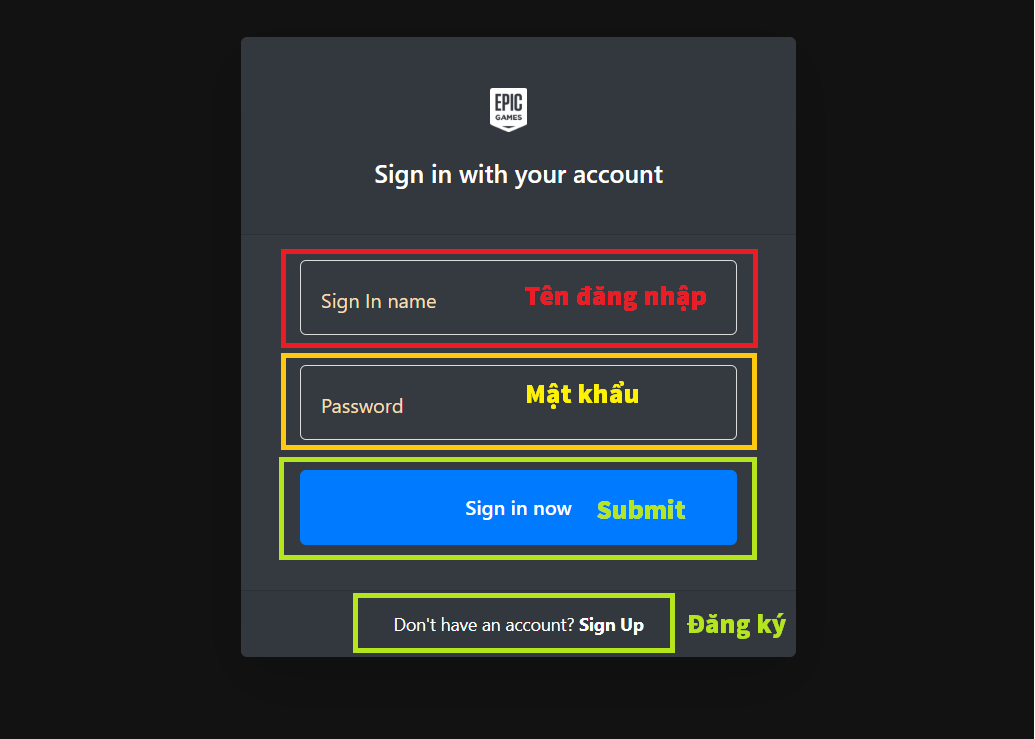 EPIC
GAMES
Sign in with your account
Sign In name Tên đăng nhập
Password Mật khẩu
Sign in now Submit
Don't have an account? Sign Up Đăng ký